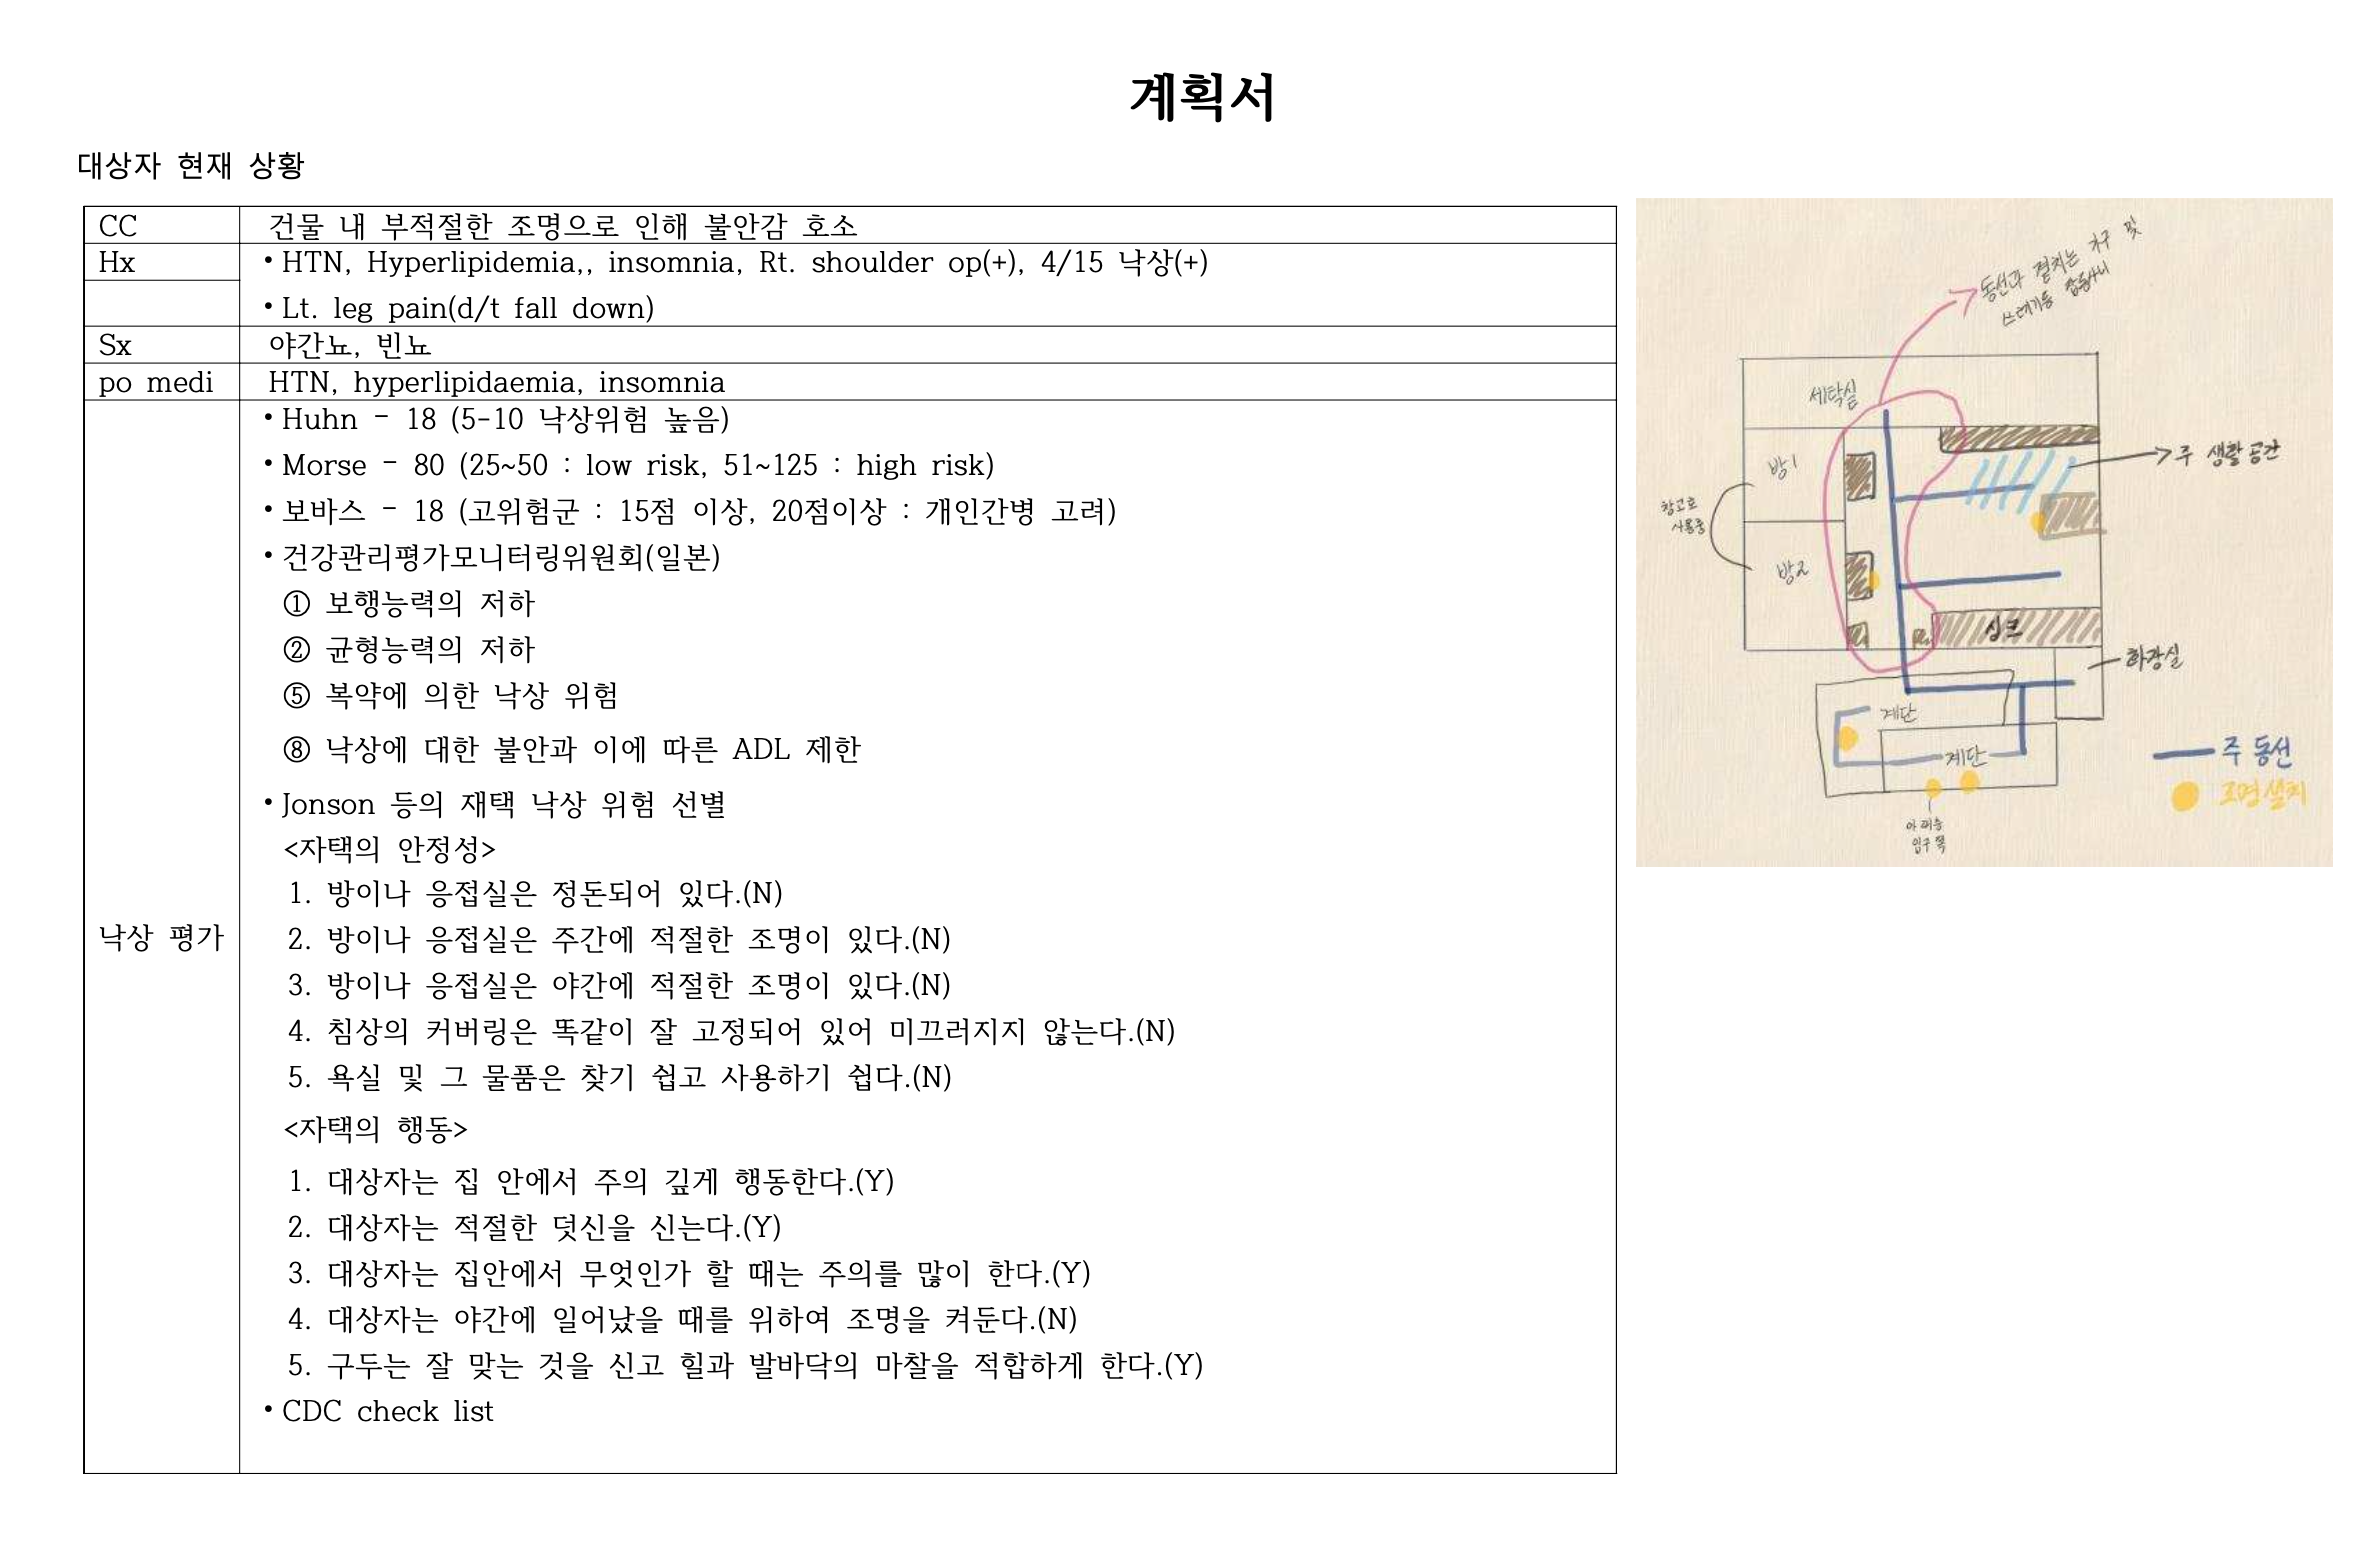 계획서
대상자 현재 상황
CC 건물 내 부적절한 조명으로 인해 불안감 호소
Hx • HTN, Hyperlipidemia,, insomnia, Rt. shoulder op(+), 4/15 낙상(+)
• Lt. leg pain(d/t fall down)
Sx 야간뇨, 빈뇨
po medi HTN, hyperlipidaemia, insomnia
낙상 평가
• Huhn - 18 (5-10 낙상위험 높음)
• Morse - 80 (25~50 : low risk, 51~125 : high risk)
• 보바스 - 18 (고위험군 : 15점 이상, 20점이상 : 개인간병 고려)
• 건강관리평가모니터링위원회(일본)
① 보행능력의 저하
② 균형능력의 저하
⑤ 복약에 의한 낙상 위험
⑧ 낙상에 대한 불안과 이에 따른 ADL 제한
• Jonson 등의 재택 낙상 위험 선별
<자택의 안정성>
1. 방이나 응접실은 정돈되어 있다.(N)
2. 방이나 응접실은 주간에 적절한 조명이 있다.(N)
3. 방이나 응접실은 야간에 적절한 조명이 있다.(N)
4. 침상의 커버링은 똑같이 잘 고정되어 있어 미끄러지지 않는다.(N)
5. 욕실 및 그 물품은 찾기 쉽고 사용하기 쉽다.(N)
<자택의 행동>
1. 대상자는 집 안에서 주의 깊게 행동한다.(Y)
2. 대상자는 적절한 덧신을 신는다.(Y)
3. 대상자는 집안에서 무엇인가 할 때는 주의를 많이 한다.(Y)
4. 대상자는 야간에 일어났을 때를 위하여 조명을 켜둔다.(N)
5. 구두는 잘 맞는 것을 신고 힐과 발바닥의 마찰을 적합하게 한다.(Y)
• CDC check list
동선과 겹치는 가구 및
쓰레기등
세탁실
방1
주 생활 공간
창고로
사용중
방2
싱크
화장실
계단
계단
주 동선
조명설치
아래층
입구 쪽